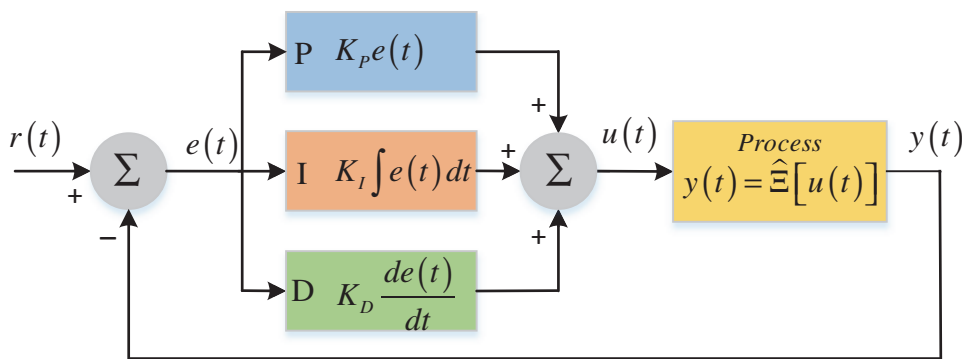 P K_P e(t)
+
r(t)
+
Σ
e(t)
I K_I ∫ e(t) dt
+
Σ
u(t)
Process
y(t) = Ξ̂ [u(t)]
y(t)
−
+
D K_D de(t)/dt